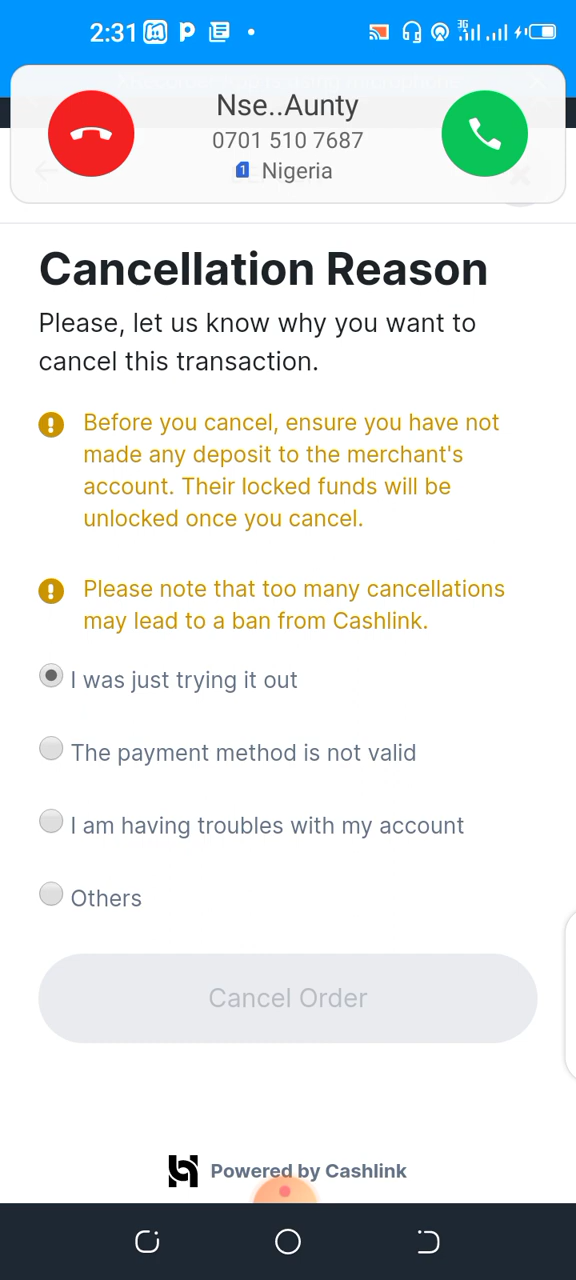 2:31
3G
Nse..Aunty
0701 510 7687
1 Nigeria
Cancellation Reason
Please, let us know why you want to
cancel this transaction.
Before you cancel, ensure you have not
made any deposit to the merchant's
account. Their locked funds will be
unlocked once you cancel.
Please note that too many cancellations
may lead to a ban from Cashlink.
I was just trying it out
The payment method is not valid
I am having troubles with my account
Others
Cancel Order
Powered by Cashlink